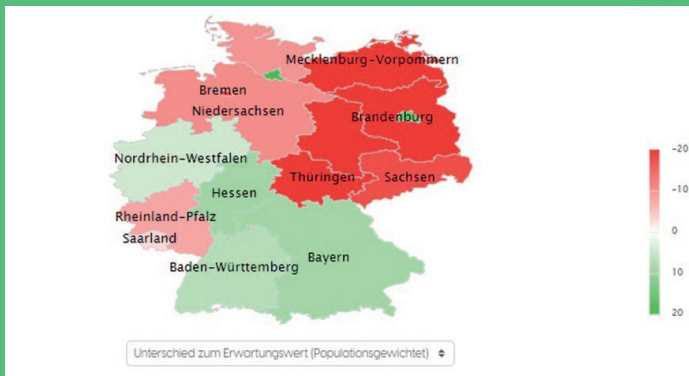 Mecklenburg-Vorpommern
Bremen
Niedersachsen
Brandenburg
Nordrhein-Westfalen
Thüringen
Sachsen
Hessen
Rheinland-Pfalz
Saarland
Bayern
Baden-Württemberg
-20
-10
0
10
20
Unterschied zum Erwartungswert (Populationsgewichtet)